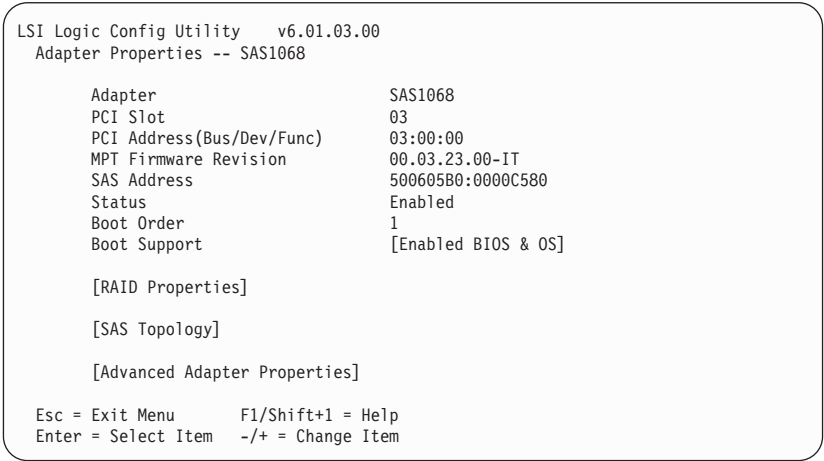 LSI Logic Config Utility v6.01.03.00
Adapter Properties -- SAS1068
Adapter SAS1068
PCI Slot 03
PCI Address(Bus/Dev/Func) 03:00:00
MPT Firmware Revision 00.03.23.00-IT
SAS Address 500605B0:0000C580
Status Enabled
Boot Order 1
Boot Support [Enabled BIOS & OS]
[RAID Properties]
[SAS Topology]
[Advanced Adapter Properties]
Esc = Exit Menu F1/Shift+1 = Help
Enter = Select Item -/+ = Change Item